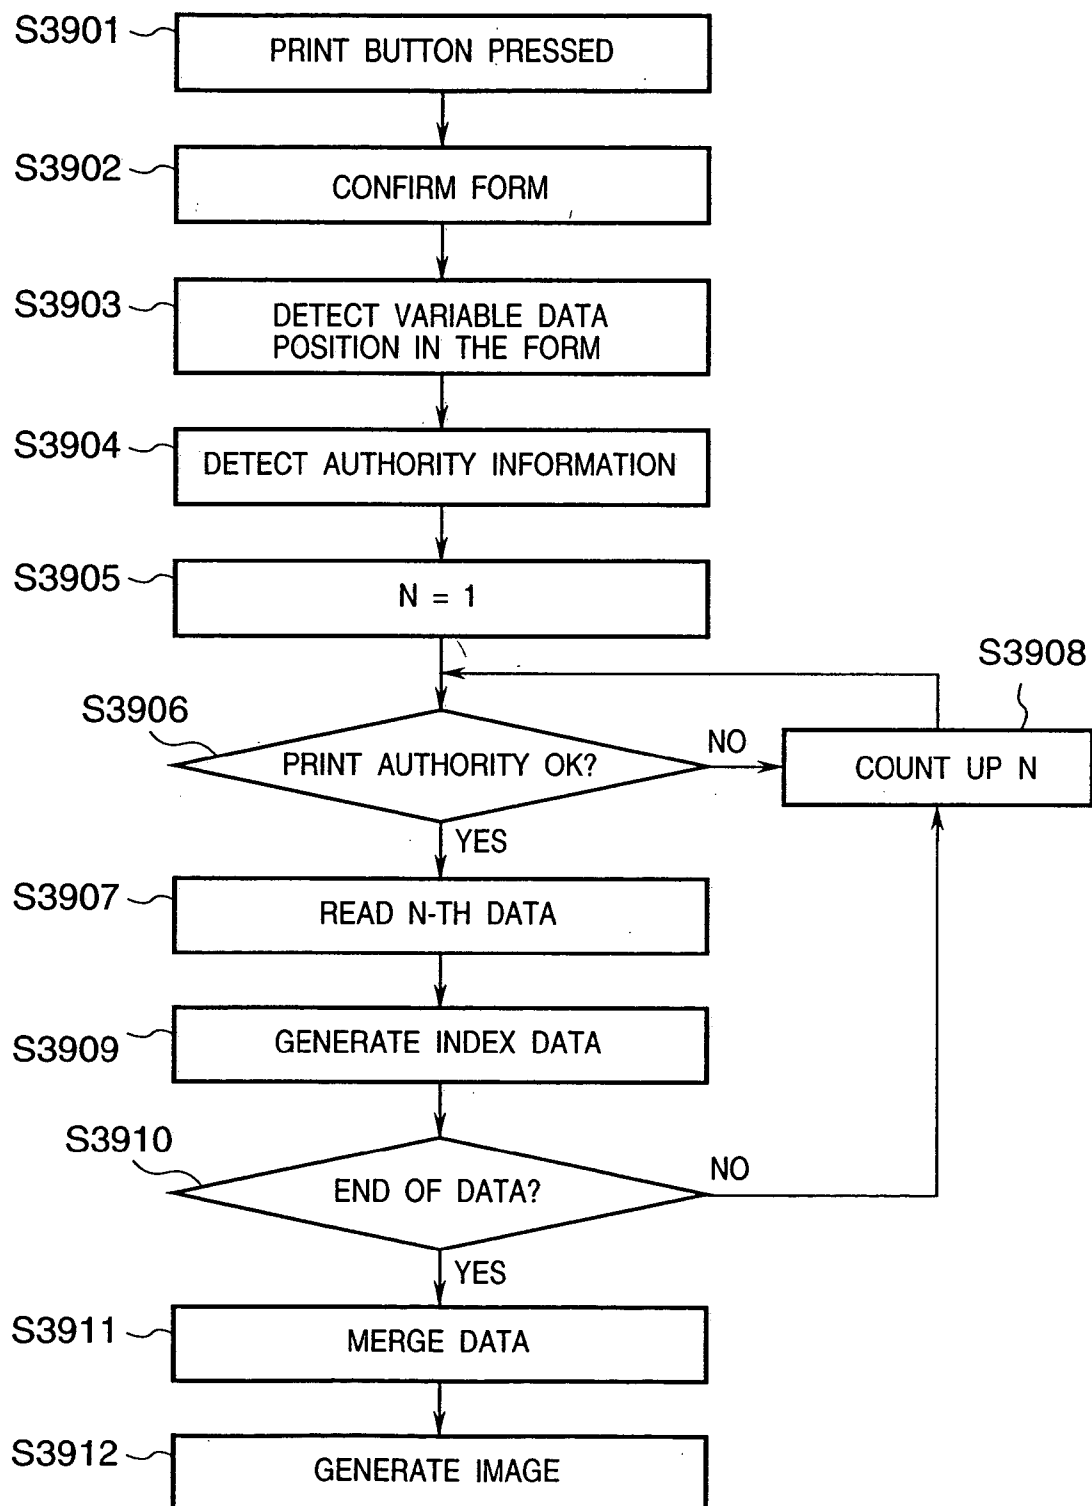 S3901
PRINT BUTTON PRESSED
S3902
CONFIRM FORM
S3903
DETECT VARIABLE DATA
POSITION IN THE FORM
S3904
DETECT AUTHORITY INFORMATION
S3905
N = 1
S3908
S3906
PRINT AUTHORITY OK?
NO
COUNT UP N
YES
S3907
READ N-TH DATA
S3909
GENERATE INDEX DATA
S3910
END OF DATA?
NO
YES
S3911
MERGE DATA
S3912
GENERATE IMAGE